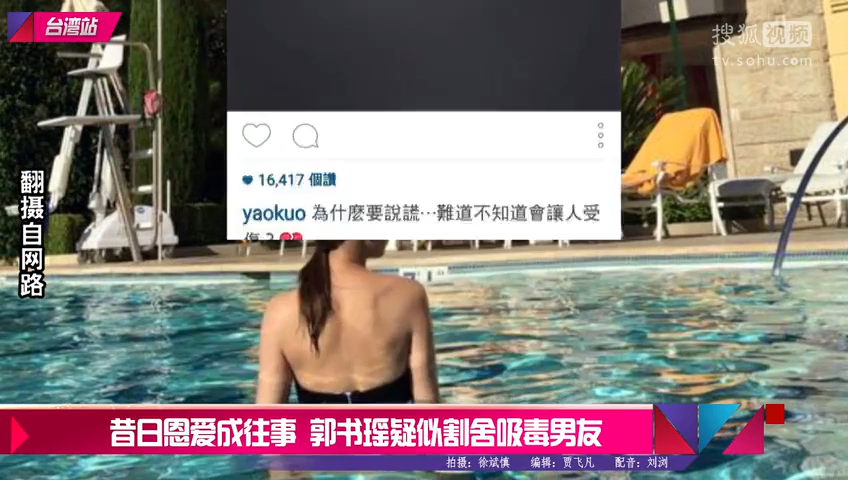 台湾站
搜狐视频
tv.sohu.com
翻摄自网路
16,417 個讚
yaokuo 為什麼要說謊…難道不知道會讓人受
傷?
昔日恩爱成往事 郭书瑶疑似割舍吸毒男友
拍摄：徐斌慎 编辑：贾飞凡 配音：刘浏